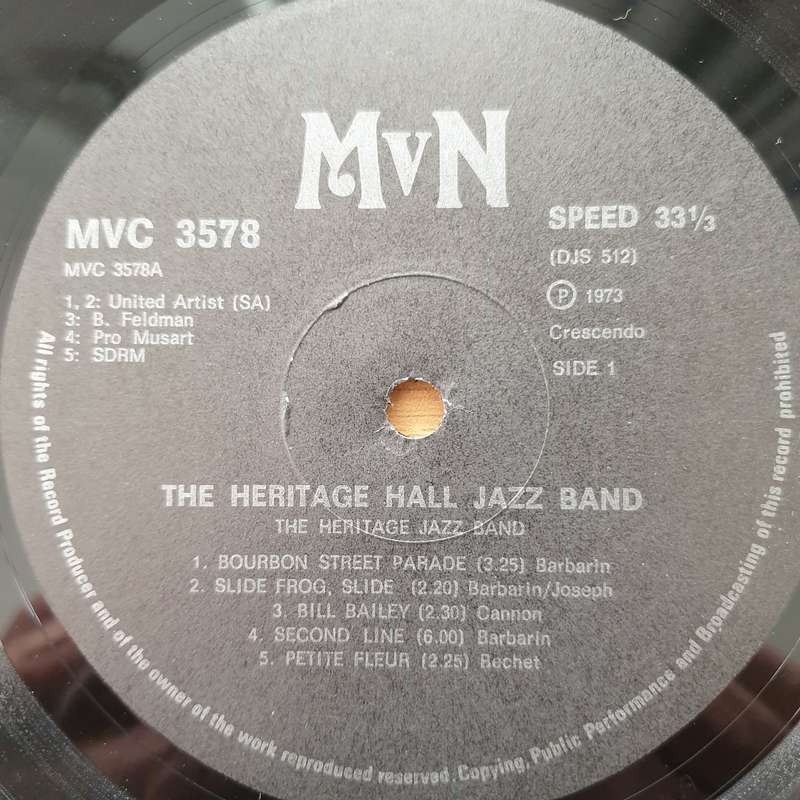 MVN
MVC 3578
MVC 3578A
1, 2: United Artist (SA)
3: B. Feldman
4: Pro Musart
5: SDRM
SPEED 33⅓
(DJS 512)
Ⓟ 1973
Crescendo
SIDE 1
THE HERITAGE HALL JAZZ BAND
THE HERITAGE JAZZ BAND
1. BOURBON STREET PARADE (3.25) Barbarin
2. SLIDE FROG, SLIDE (2.20) Barbarin/Joseph
3. BILL BAILEY (2.30) Cannon
4. SECOND LINE (6.00) Barbarin
5. PETITE FLEUR (2.25) Bechet
All rights of the Record Producer and of the owner of the work reproduced reserved. Copying, Public Performance and Broadcasting of this record prohibited